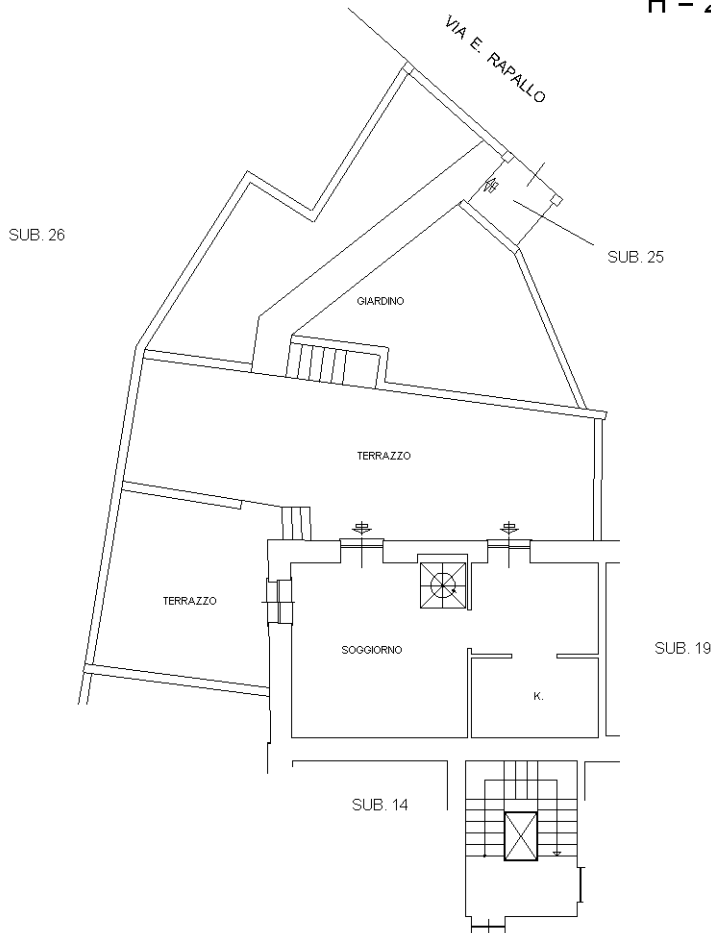 VIA E. RAPALLO
SUB. 26
SUB. 25
GIARDINO
TERRAZZO
TERRAZZO
SOGGIORNO
SUB. 19
K.
SUB. 14